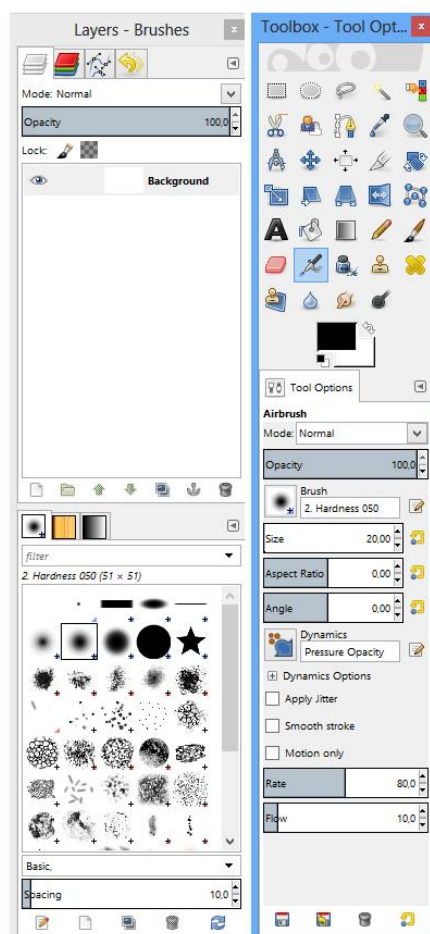 Layers - Brushes
Mode: Normal
Opacity 100,0
Lock:
Background
filter
2. Hardness 050 (51 × 51)
Basic,
Spacing 10,0
Toolbox - Tool Opt...
Tool Options
Airbrush
Mode: Normal
Opacity 100,0
Brush
2. Hardness 050
Size 20,00
Aspect Ratio 0,00
Angle 0,00
Dynamics
Pressure Opacity
Dynamics Options
Apply Jitter
Smooth stroke
Motion only
Rate 80,0
Flow 10,0